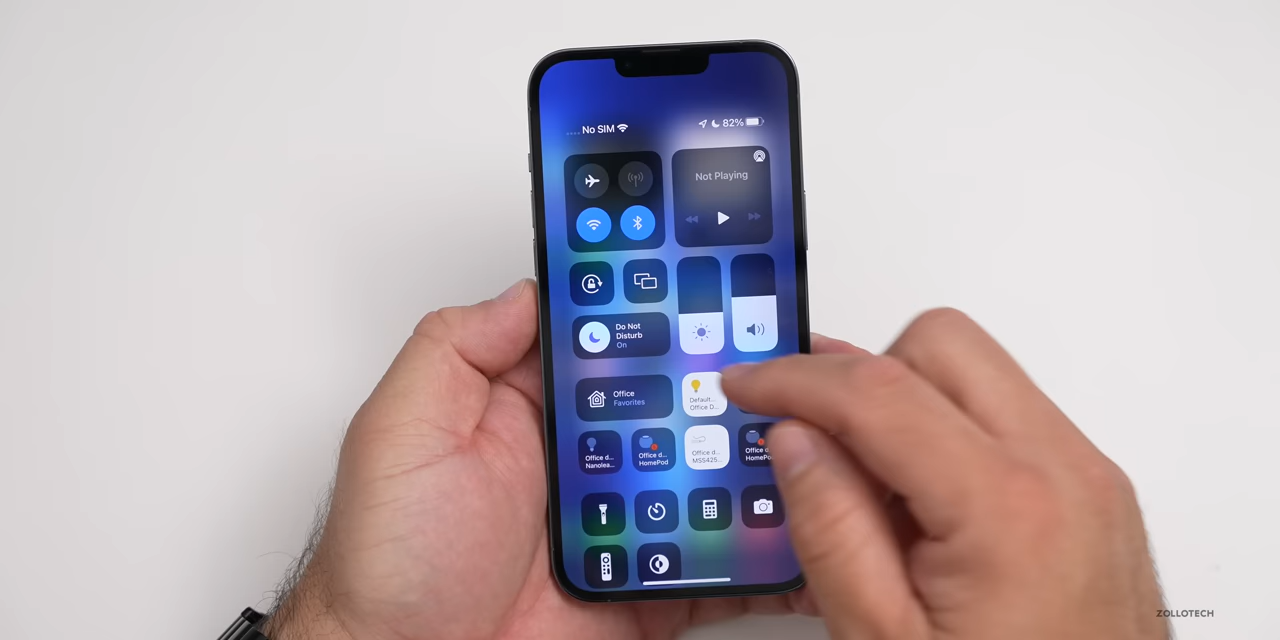 No SIM
82%
Not Playing
Do Not
Disturb
On
Office
Favorites
Default...
Office D...
Office d...
Nanolea...
Office d...
HomePod
Office d...
MSS425...
Office d...
HomePod
ZOLLOTECH